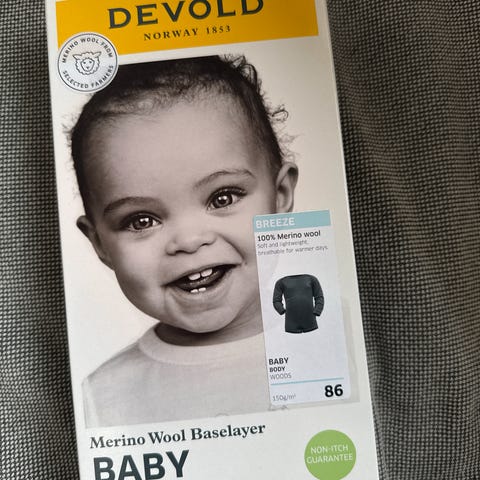 DEVOLD
NORWAY 1853
MERINO WOOL FROM
SELECTED FARMERS
BREEZE
100% Merino wool
Soft and lightweight,
breathable for warmer days
BABY
BODY
WOODS
150g/m²
86
Merino Wool Baselayer
BABY
NON-ITCH
GUARANTEE